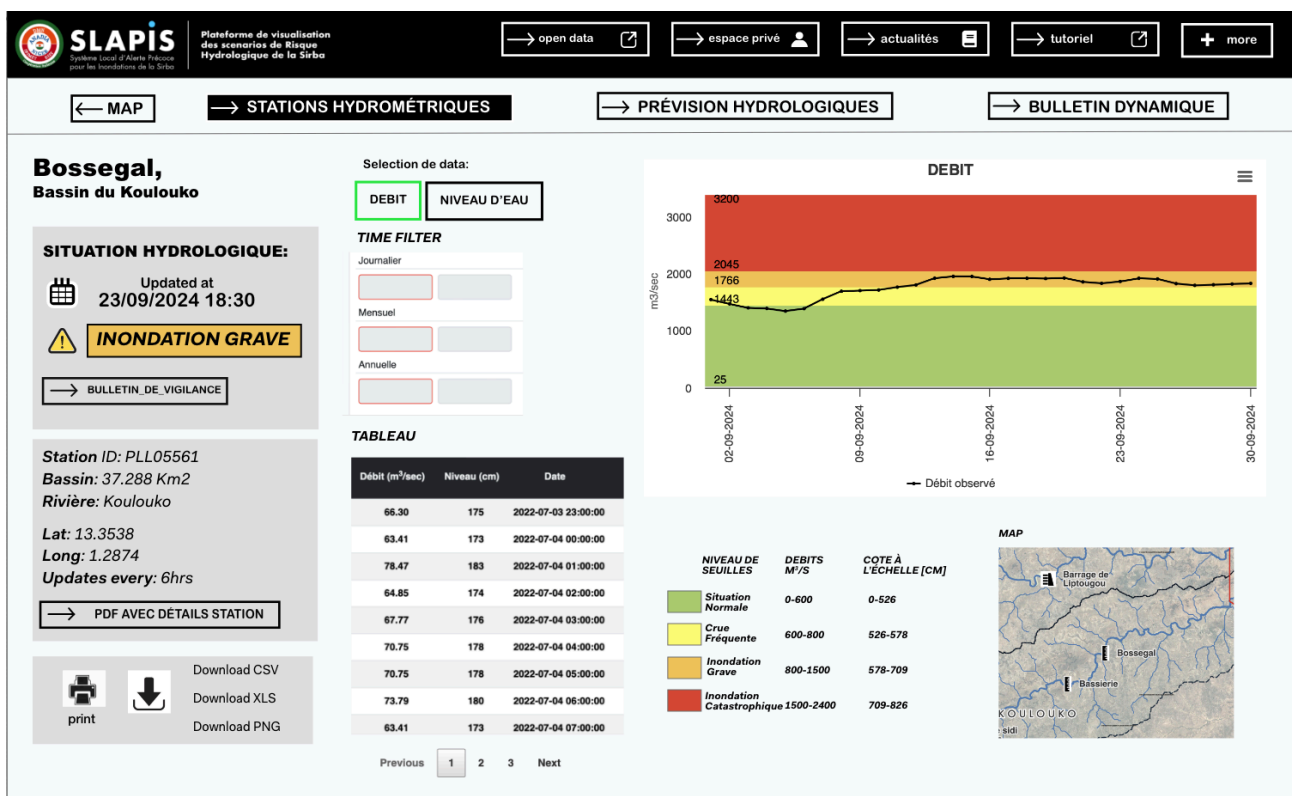 SLAPİS
Système Local d'Alerte Précoce
pour les Inondations de la Sirba
Plateforme de visualisation
des scenarios de Risque
Hydrologique de la Sirba
open data
espace privé
actualités
tutoriel
+ more
MAP
STATIONS HYDROMÉTRIQUES
PRÉVISION HYDROLOGIQUES
BULLETIN DYNAMIQUE
Bossegal,
Bassin du Koulouko
SITUATION HYDROLOGIQUE:
Updated at
23/09/2024 18:30
INONDATION GRAVE
BULLETIN_DE_VIGILANCE
Station ID: PLL05561
Bassin: 37.288 Km2
Rivière: Koulouko
Lat: 13.3538
Long: 1.2874
Updates every: 6hrs
PDF AVEC DÉTAILS STATION
print
Download CSV
Download XLS
Download PNG
Selection de data:
DEBIT
NIVEAU D'EAU
TIME FILTER
Journalier
Mensuel
Annuelle
TABLEAU
Débit (m³/sec) Niveau (cm) Date
66.30 175 2022-07-03 23:00:00
63.41 173 2022-07-04 00:00:00
78.47 183 2022-07-04 01:00:00
64.85 174 2022-07-04 02:00:00
67.77 176 2022-07-04 03:00:00
70.75 178 2022-07-04 04:00:00
70.75 178 2022-07-04 05:00:00
73.79 180 2022-07-04 06:00:00
63.41 173 2022-07-04 07:00:00
Previous 1 2 3 Next
DEBIT
m3/sec
3000
2000
1000
0
3200
2045
1766
1443
25
02-09-2024
09-09-2024
16-09-2024
23-09-2024
30-09-2024
Débit observé
NIVEAU DE
SEUILLES
DEBITS
M³/S
COTE À
L'ÉCHELLE [CM]
Situation
Normale
0-600 0-526
Crue
Fréquente
600-800 526-578
Inondation
Grave
800-1500 578-709
Inondation
Catastrophique 1500-2400 709-826
MAP
Barrage de
Liptougou
Bossegal
Bassierie
KOULOUKO
sidi